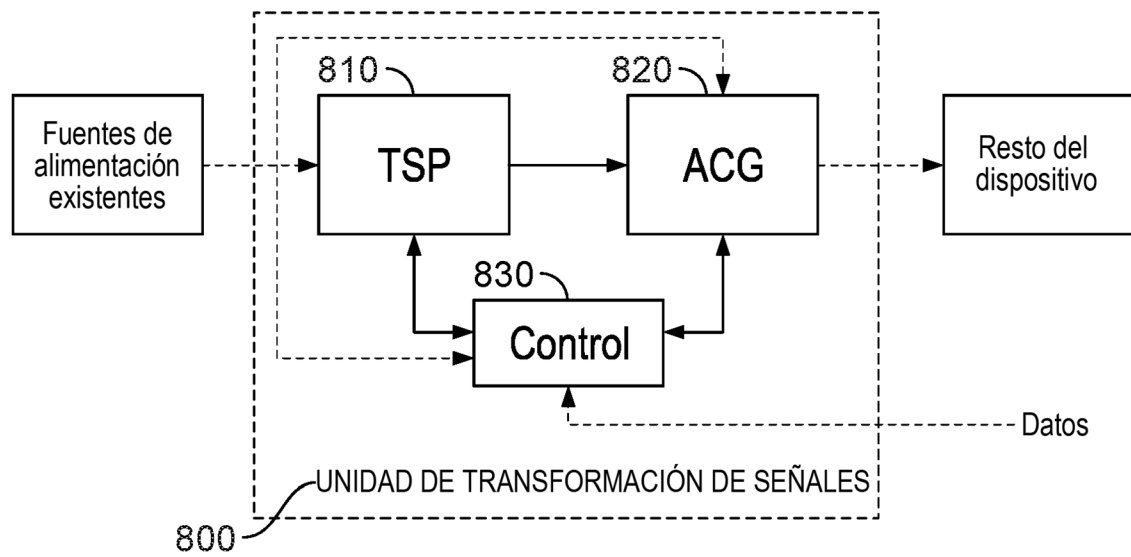 810
820
Fuentes de
alimentación
existentes
TSP
ACG
Resto del
dispositivo
830
Control
Datos
UNIDAD DE TRANSFORMACIÓN DE SEÑALES
800